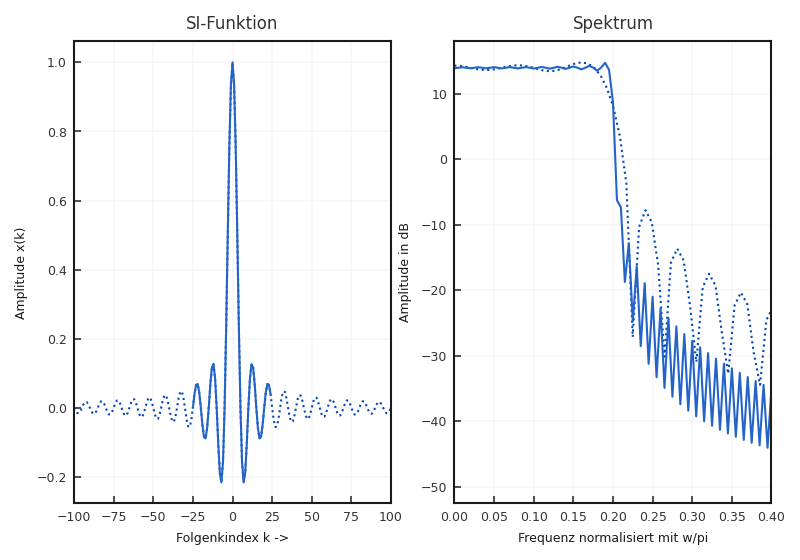 SI-Funktion
Amplitude x(k)
1.0
0.8
0.6
0.4
0.2
0.0
−0.2
−100 −75 −50 −25 0 25 50 75 100
Folgenkindex k ->
Spektrum
Amplitude in dB
10
0
−10
−20
−30
−40
−50
0.00 0.05 0.10 0.15 0.20 0.25 0.30 0.35 0.40
Frequenz normalisiert mit w/pi